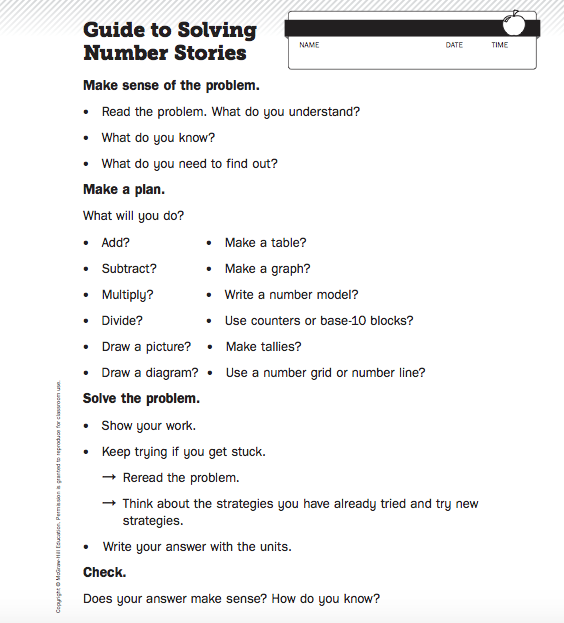 Guide to Solving
Number Stories
NAME DATE TIME
Make sense of the problem.
• Read the problem. What do you understand?
• What do you know?
• What do you need to find out?
Make a plan.
What will you do?
• Add? • Make a table?
• Subtract? • Make a graph?
• Multiply? • Write a number model?
• Divide? • Use counters or base-10 blocks?
• Draw a picture? • Make tallies?
• Draw a diagram? • Use a number grid or number line?
Solve the problem.
• Show your work.
• Keep trying if you get stuck.
→ Reread the problem.
→ Think about the strategies you have already tried and try new
strategies.
• Write your answer with the units.
Check.
Does your answer make sense? How do you know?
Copyright © McGraw-Hill Education. Permission is granted to reproduce for classroom use.